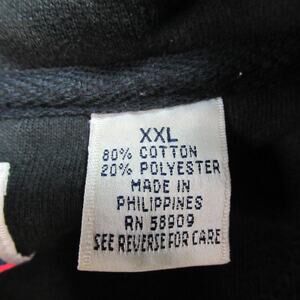 XXL
80% COTTON
20% POLYESTER
MADE IN
PHILIPPINES
RN 58909
SEE REVERSE FOR CARE